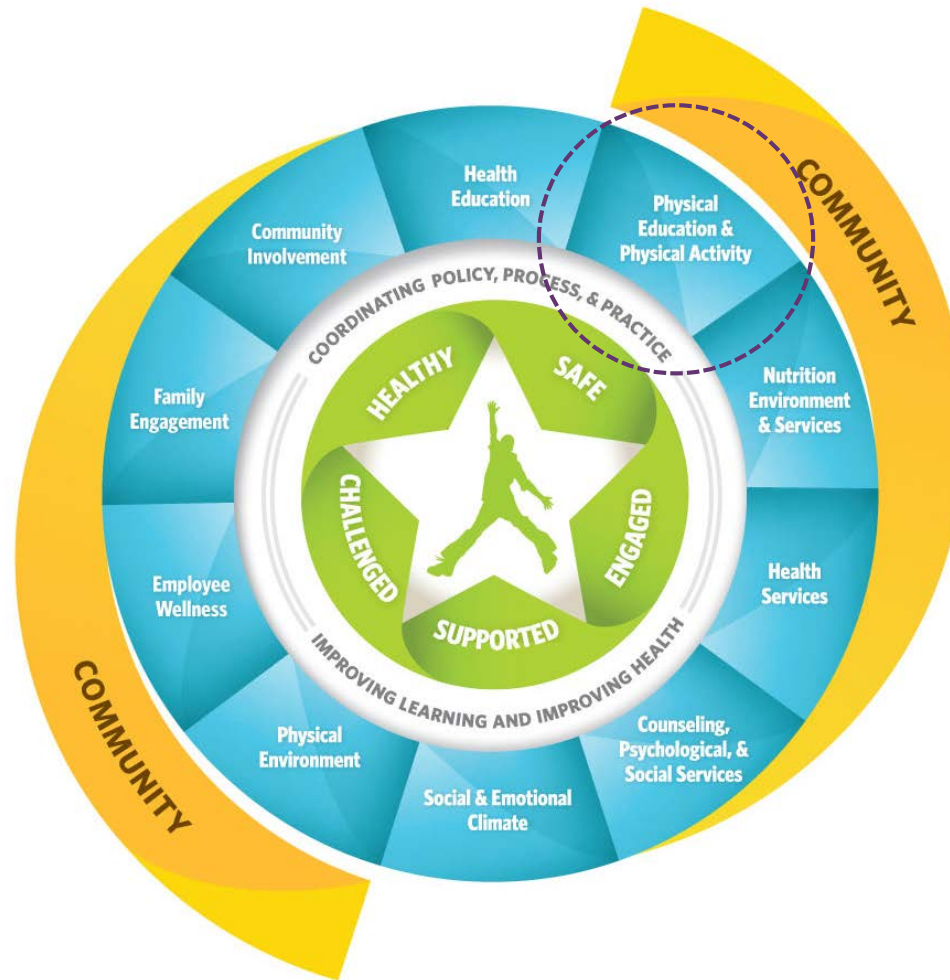 COMMUNITY
Health
Education
Physical
Education &
Physical Activity
Nutrition
Environment
& Services
Health
Services
Counseling,
Psychological, &
Social Services
Social & Emotional
Climate
Physical
Environment
Employee
Wellness
Family
Engagement
Community
Involvement
COORDINATING POLICY, PROCESS, & PRACTICE
IMPROVING LEARNING AND IMPROVING HEALTH
HEALTHY
SAFE
ENGAGED
SUPPORTED
CHALLENGED
COMMUNITY